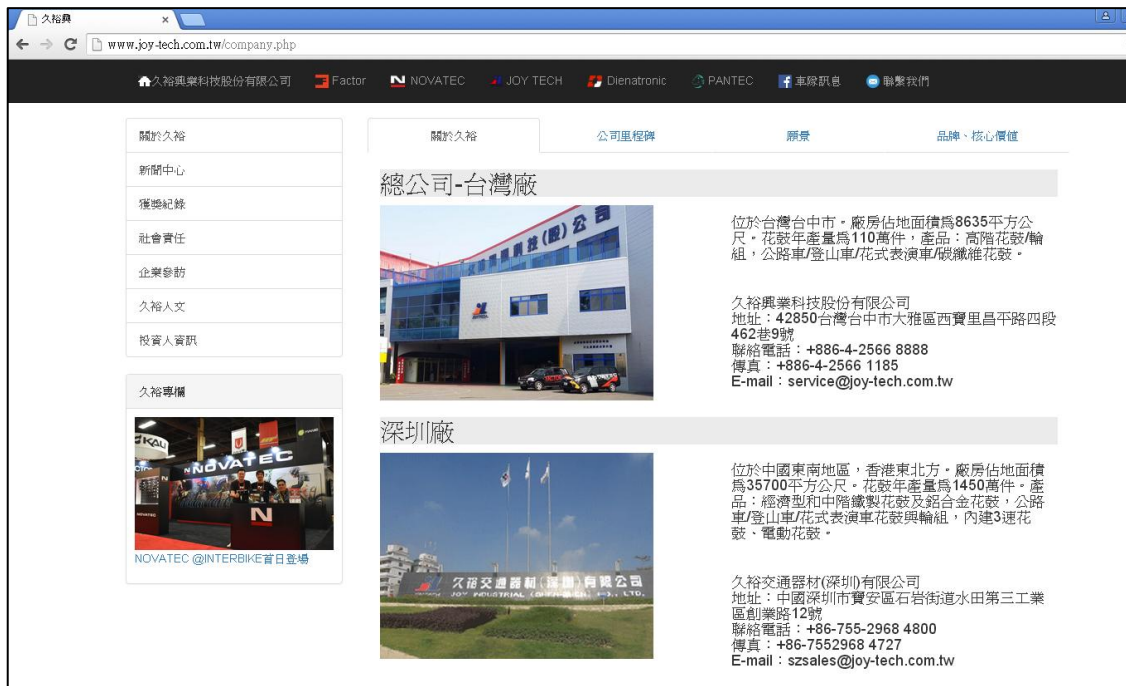 久裕興
www.joy-tech.com.tw/company.php
久裕興業科技股份有限公司 Factor NOVATEC JOY TECH Dienatronic PANTEC 車隊訊息 聯繫我們
關於久裕
新聞中心
獲獎紀錄
社會責任
企業參訪
久裕人文
投資人資訊
久裕專欄
NOVATEC
N
NOVATEC @INTERBIKE首日登場
關於久裕 公司里程碑 願景 品牌、核心價值
總公司-台灣廠
位於台灣台中市。廠房佔地面積為8635平方公
尺。花鼓年產量為110萬件，產品：高階花鼓/輪
組，公路車/登山車/花式表演車/碳纖維花鼓。
久裕興業科技股份有限公司
地址：42850台灣台中市大雅區西寶里昌平路四段
462巷9號
聯絡電話：+886-4-2566 8888
傳真：+886-4-2566 1185
E-mail：service@joy-tech.com.tw
深圳廠
久裕交通器材(深圳)有限公司
JOY INDUSTRIAL CO., LTD.
位於中國東南地區，香港東北方。廠房佔地面積
為35700平方公尺。花鼓年產量為1450萬件。產
品：經濟型和中階鐵製花鼓及鋁合金花鼓，公路
車/登山車/花式表演車花鼓與輪組，內建3速花
鼓、電動花鼓。
久裕交通器材(深圳)有限公司
地址：中國深圳市寶安區石岩街道水田第三工業
區創業路12號
聯絡電話：+86-755-2968 4800
傳真：+86-7552968 4727
E-mail：szsales@joy-tech.com.tw